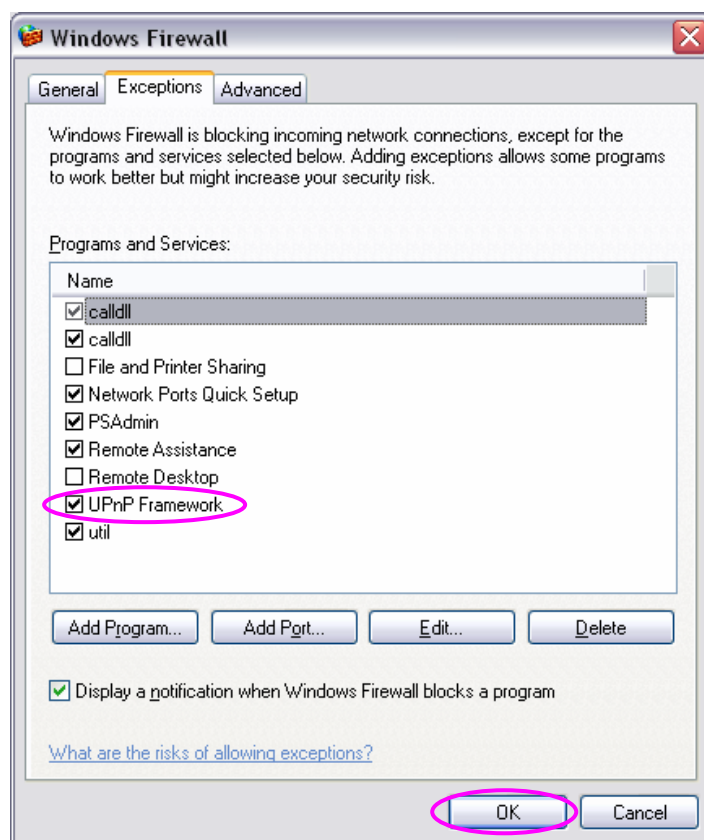 Windows Firewall
General Exceptions Advanced
Windows Firewall is blocking incoming network connections, except for the
programs and services selected below. Adding exceptions allows some programs
to work better but might increase your security risk.
Programs and Services:
Name
calldll
calldll
File and Printer Sharing
Network Ports Quick Setup
PSAdmin
Remote Assistance
Remote Desktop
UPnP Framework
util
Add Program... Add Port... Edit... Delete
Display a notification when Windows Firewall blocks a program
What are the risks of allowing exceptions?
OK Cancel